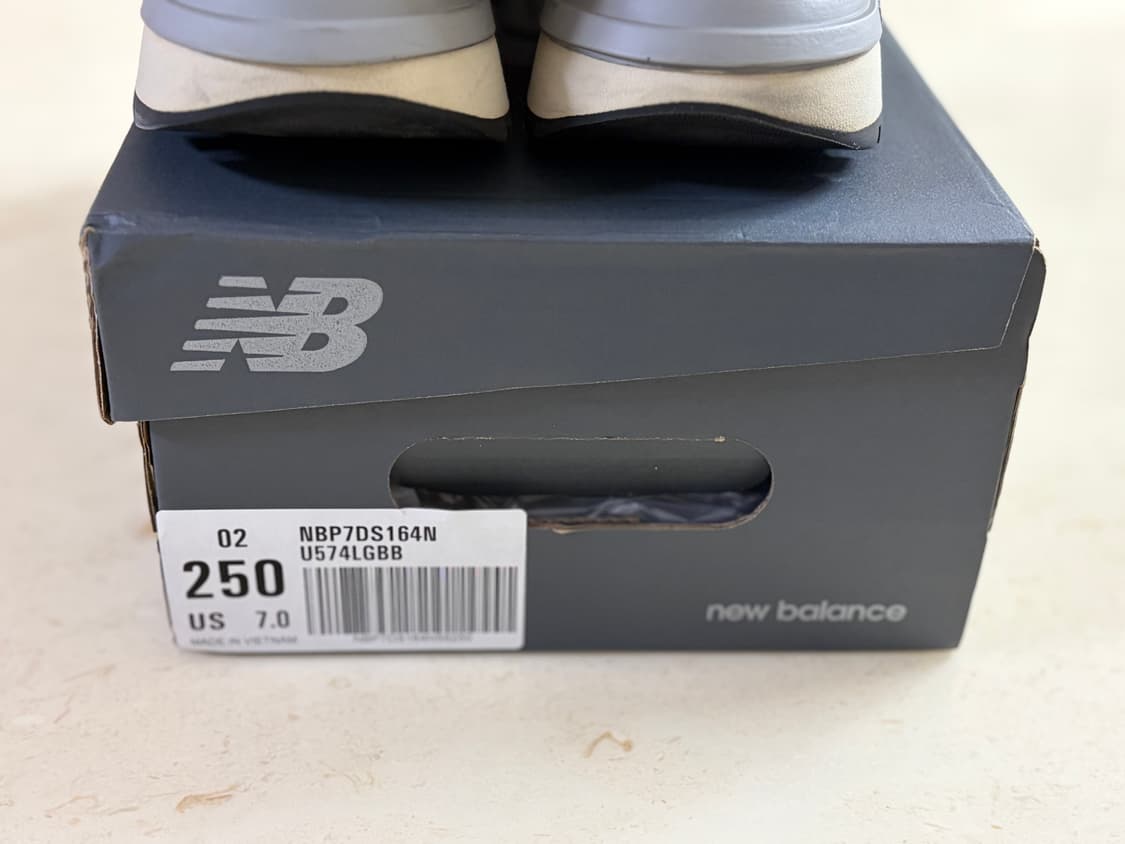 NB
02
NBP7DS164N
U574LGBB
250
US 7.0
MADE IN VIETNAM
new balance